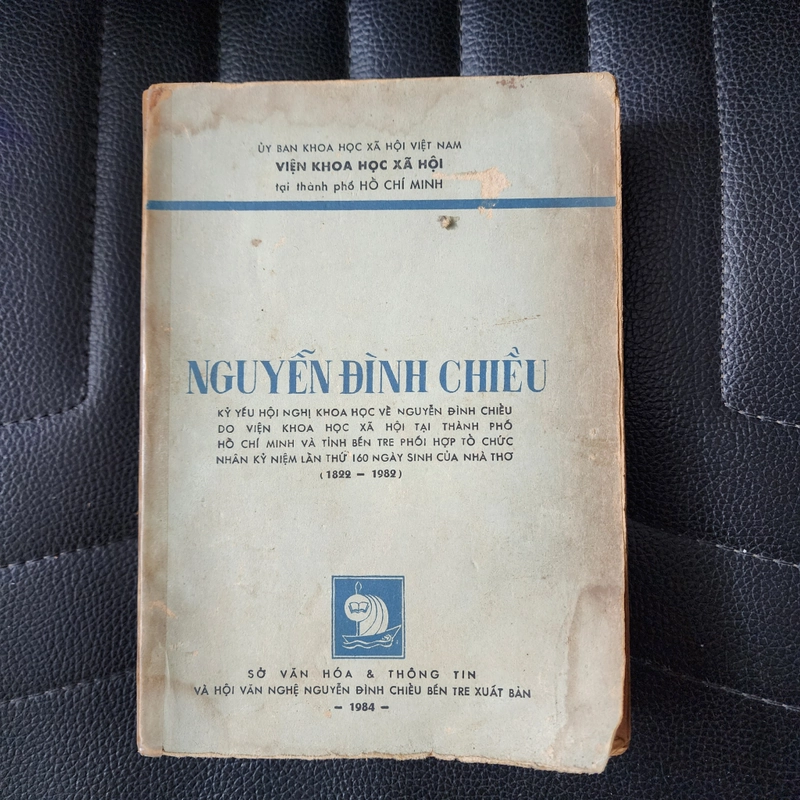 ỦY BAN KHOA HỌC XÃ HỘI VIỆT NAM
VIỆN KHOA HỌC XÃ HỘI
tại thành phố HỒ CHÍ MINH
NGUYỄN ĐÌNH CHIỀU
KỶ YẾU HỘI NGHỊ KHOA HỌC VỀ NGUYỄN ĐÌNH CHIỂU
DO VIỆN KHOA HỌC XÃ HỘI TẠI THÀNH PHỐ
HỒ CHÍ MINH VÀ TỈNH BẾN TRE PHỐI HỢP TỔ CHỨC
NHÂN KỶ NIỆM LẦN THỨ 160 NGÀY SINH CỦA NHÀ THƠ
(1822 – 1982)
SỞ VĂN HÓA & THÔNG TIN
VÀ HỘI VĂN NGHỆ NGUYỄN ĐÌNH CHIỂU BẾN TRE XUẤT BẢN
– 1984 –